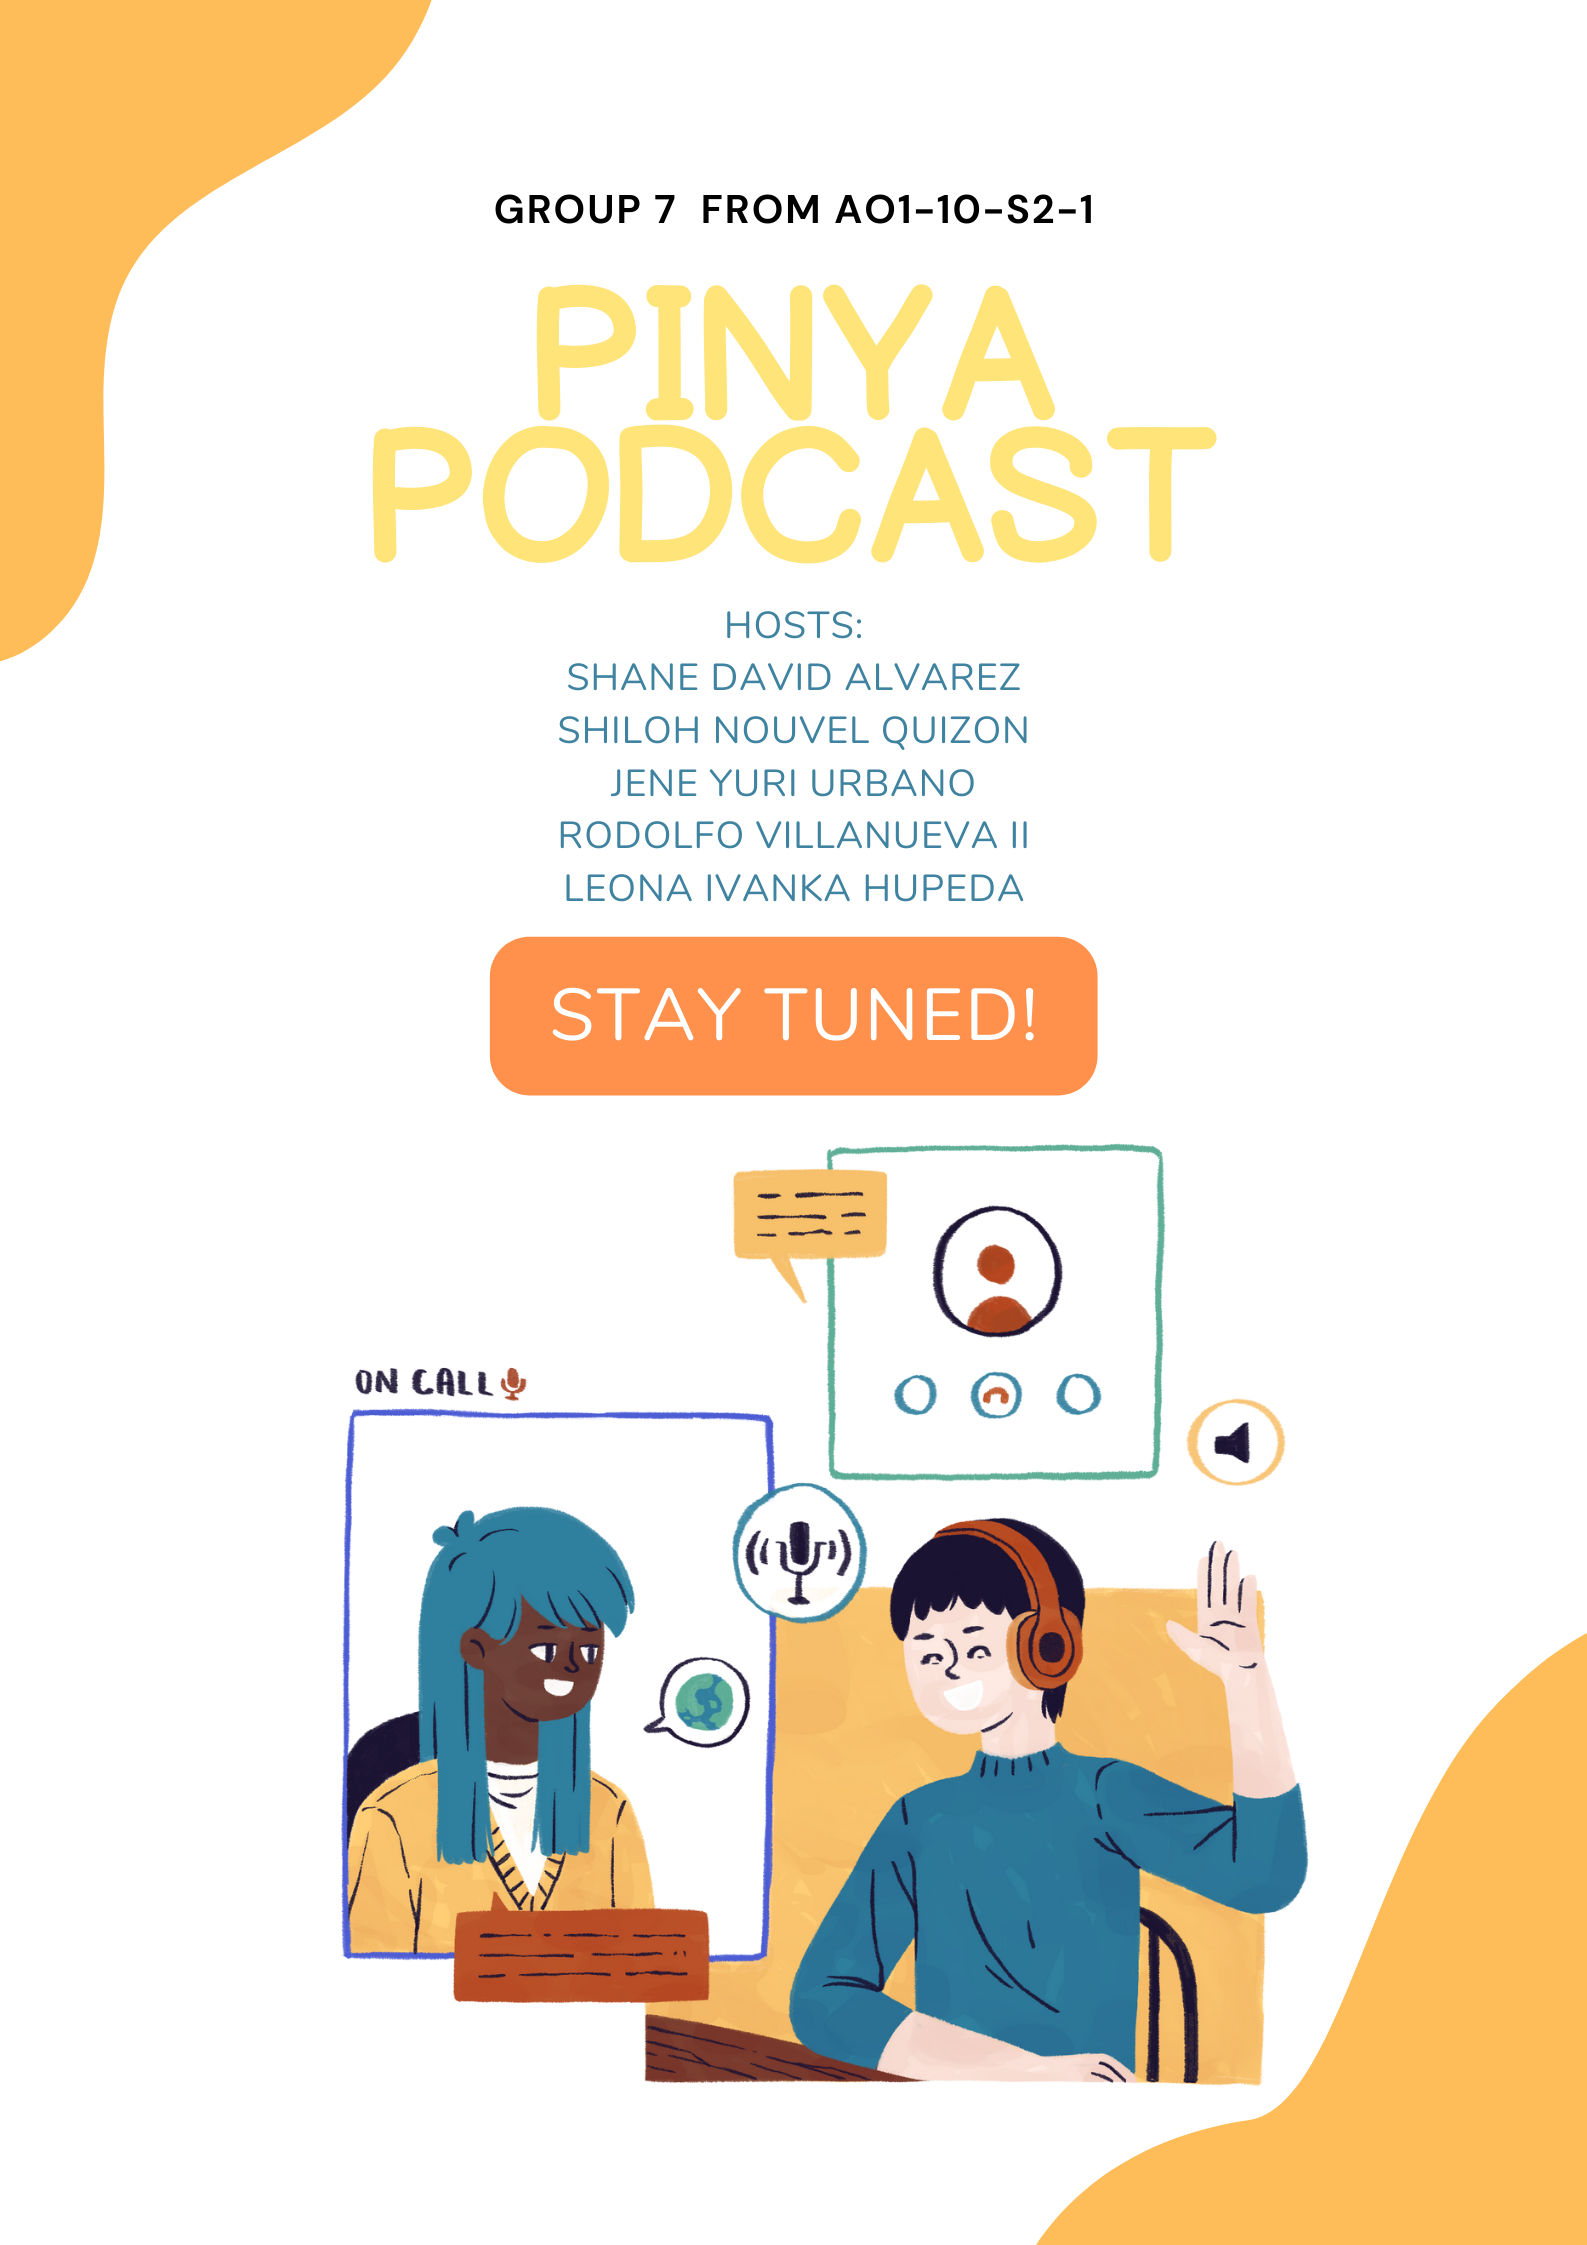 GROUP 7 FROM AO1-10-S2-1
PINYA
PODCAST
HOSTS:
SHANE DAVID ALVAREZ
SHILOH NOUVEL QUIZON
JENE YURI URBANO
RODOLFO VILLANUEVA II
LEONA IVANKA HUPEDA
STAY TUNED!
ON CALL